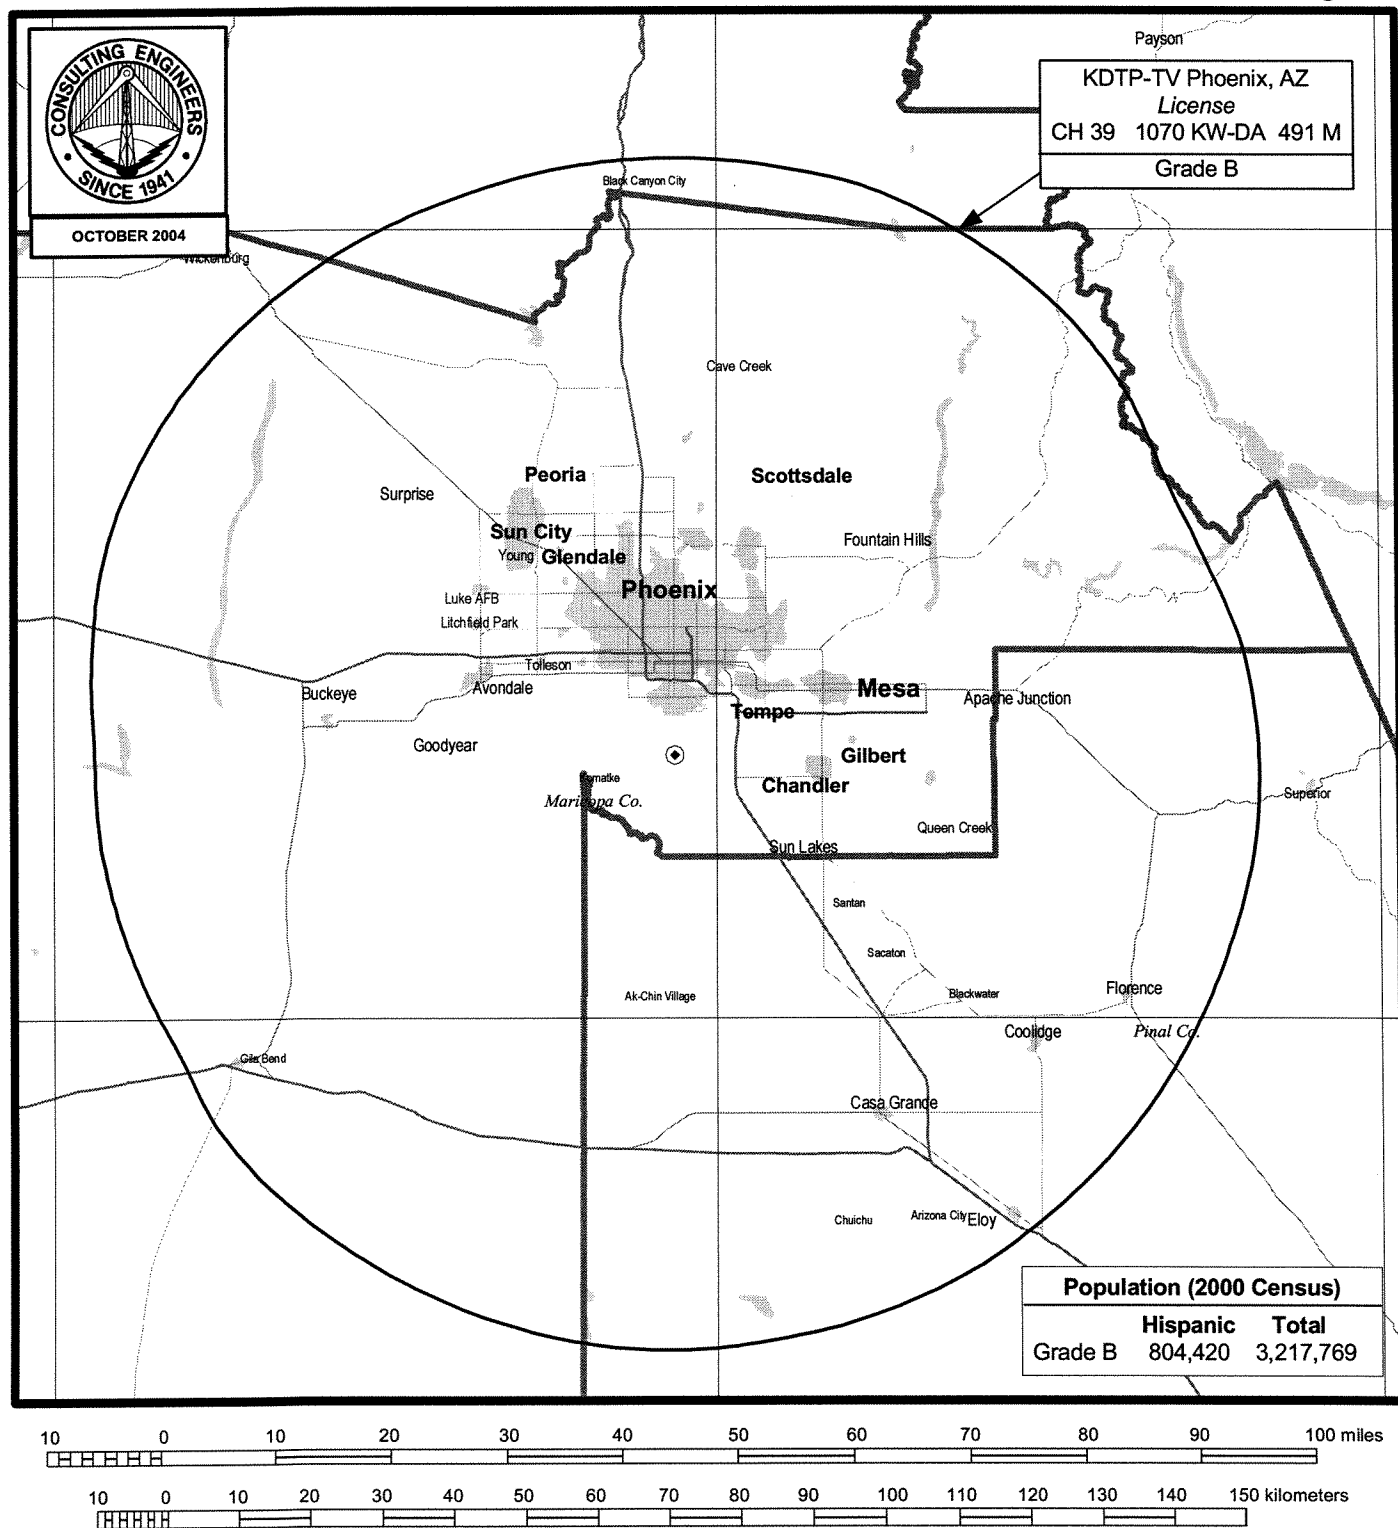 CONSULTING ENGINEERS
SINCE 1941
OCTOBER 2004
Payson
KDTP-TV Phoenix, AZ
License
CH 39 1070 KW-DA 491 M
Grade B
Black Canyon City
Wickenburg
Cave Creek
Peoria
Scottsdale
Surprise
Sun City
Fountain Hills
Young
Glendale
Phoenix
Luke AFB
Litchfield Park
Tolleson
Buckeye
Avondale
Mesa
Apache Junction
Tempe
Goodyear
Gilbert
Komatke
Chandler
Maricopa Co.
Superior
Queen Creek
Sun Lakes
Santan
Sacaton
Ak-Chin Village
Blackwater
Florence
Coolidge
Pinal Co.
Gila Bend
Casa Grande
Chuichu
Arizona City
Eloy
Population (2000 Census)
Hispanic Total
Grade B 804,420 3,217,769
10 0 10 20 30 40 50 60 70 80 90 100 miles
10 0 10 20 30 40 50 60 70 80 90 100 110 120 130 140 150 kilometers